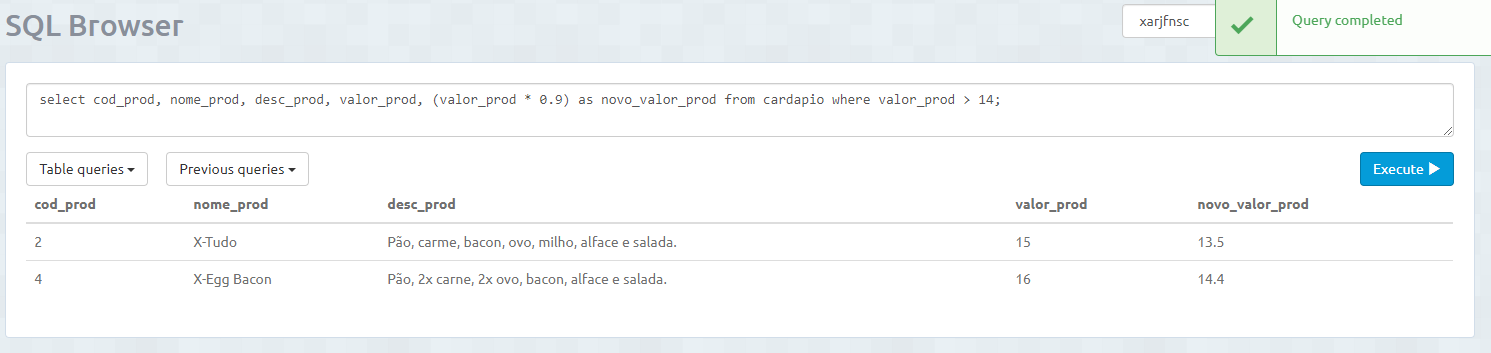 SQL Browser
xarjfnsc
Query completed
select cod_prod, nome_prod, desc_prod, valor_prod, (valor_prod * 0.9) as novo_valor_prod from cardapio where valor_prod > 14;
Table queries
Previous queries
Execute
cod_prod nome_prod desc_prod valor_prod novo_valor_prod
2 X-Tudo Pão, carme, bacon, ovo, milho, alface e salada. 15 13.5
4 X-Egg Bacon Pão, 2x carne, 2x ovo, bacon, alface e salada. 16 14.4